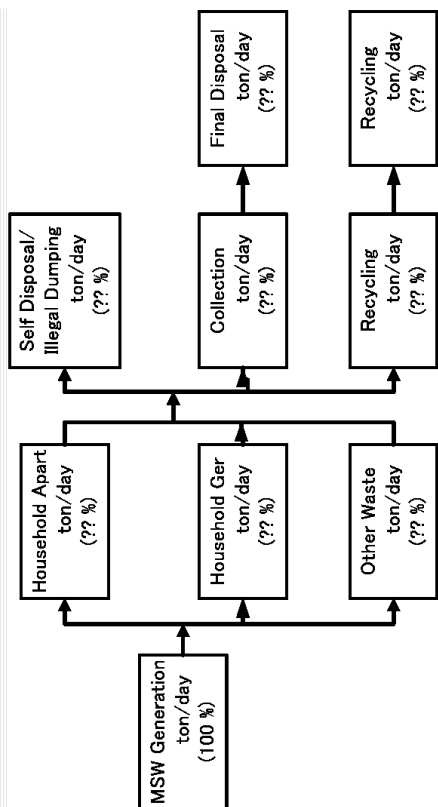 MSW Generation
ton/day
(100 %)
Household Apart
ton/day
(?? %)
Household Ger
ton/day
(?? %)
Other Waste
ton/day
(?? %)
Self Disposal/
Illegal Dumping
ton/day
(?? %)
Collection
ton/day
(?? %)
Recycling
ton/day
(?? %)
Final Disposal
ton/day
(?? %)
Recycling
ton/day
(?? %)